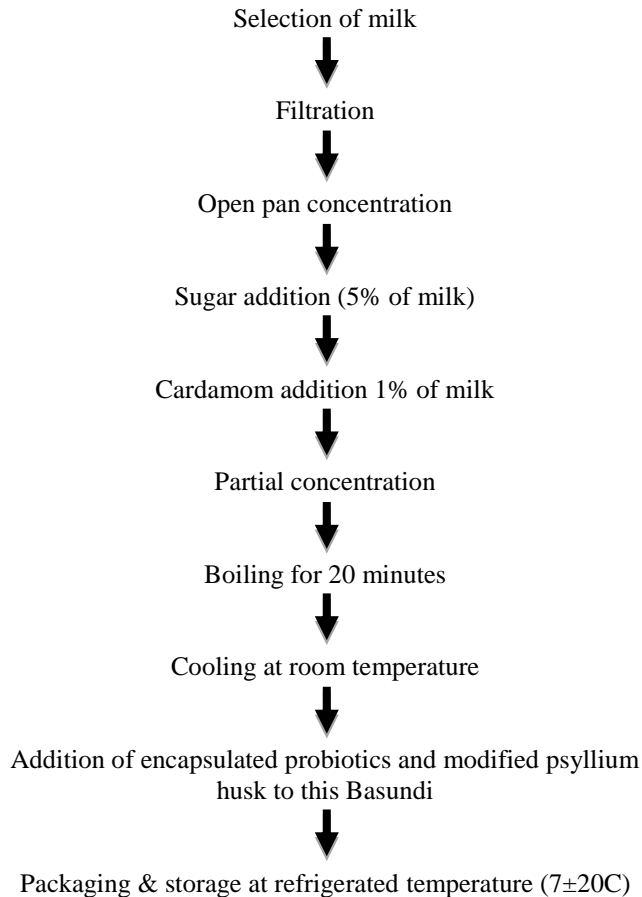 Selection of milk
Filtration
Open pan concentration
Sugar addition (5% of milk)
Cardamom addition 1% of milk
Partial concentration
Boiling for 20 minutes
Cooling at room temperature
Addition of encapsulated probiotics and modified psyllium
husk to this Basundi
Packaging & storage at refrigerated temperature (7±20C)